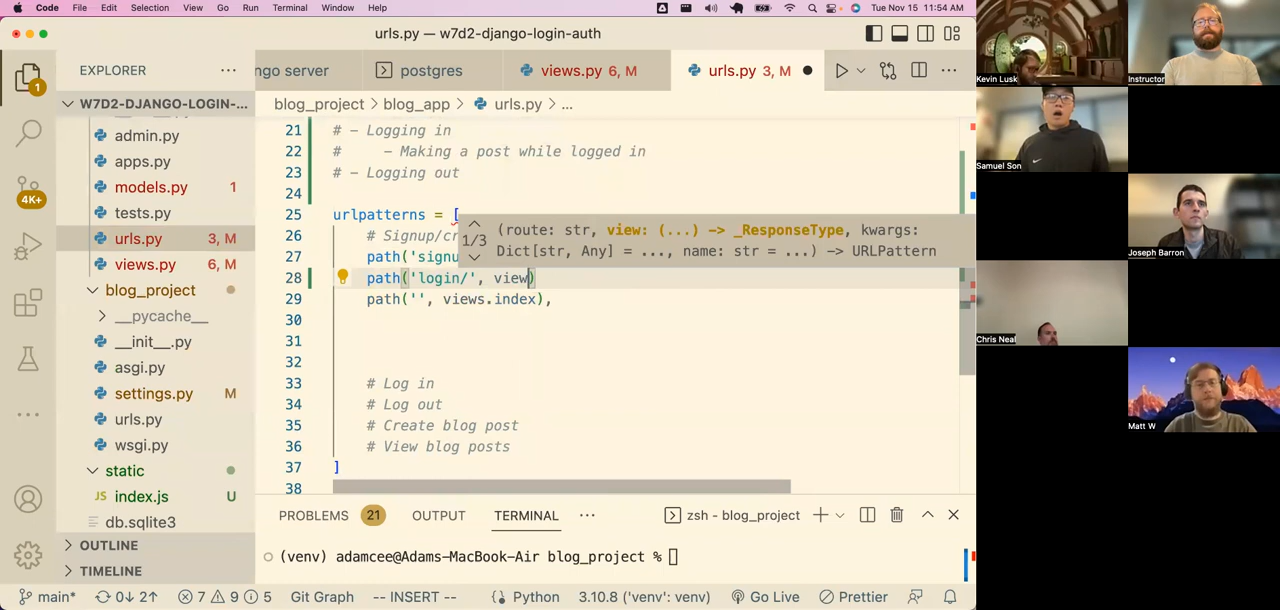 Code File Edit Selection View Go Run Terminal Window Help Tue Nov 15 11:54 AM
urls.py — w7d2-django-login-auth
EXPLORER
ngo server postgres views.py 6, M urls.py 3, M
W7D2-DJANGO-LOGIN-...
blog_project > blog_app > urls.py > ...
admin.py
apps.py
models.py 1
tests.py
urls.py 3, M
views.py 6, M
blog_project
__pycache__
__init__.py
asgi.py
settings.py M
urls.py
wsgi.py
static
JS index.js U
db.sqlite3
OUTLINE
TIMELINE
1
4K+
21 # - Logging in
22 #     - Making a post while logged in
23 # - Logging out
24
25 urlpatterns = [
26 # Signup/cr
27 path('signu
28 path('login/', view)
29 path('', views.index),
30
31
32
33 # Log in
34 # Log out
35 # Create blog post
36 # View blog posts
37 ]
38
1/3 (route: str, view: (...) -> _ResponseType, kwargs:
Dict[str, Any] = ..., name: str = ...) -> URLPattern
PROBLEMS 21 OUTPUT TERMINAL ... zsh - blog_project
(venv) adamcee@Adams-MacBook-Air blog_project %
main* 0↓ 2↑ 7 9 5 Git Graph -- INSERT -- Python 3.10.8 ('venv': venv) Go Live Prettier
Kevin Lusk
Instructor
Samuel Son
Joseph Barron
Chris Neal
Matt W